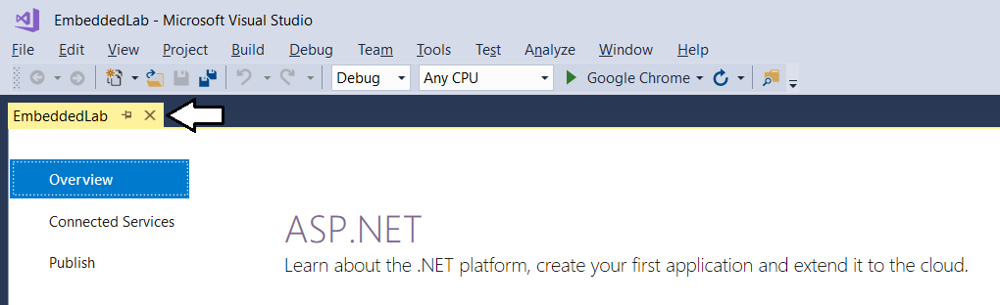 EmbeddedLab - Microsoft Visual Studio
File Edit View Project Build Debug Team Tools Test Analyze Window Help
Debug Any CPU Google Chrome
EmbeddedLab
Overview
Connected Services
Publish
ASP.NET
Learn about the .NET platform, create your first application and extend it to the cloud.